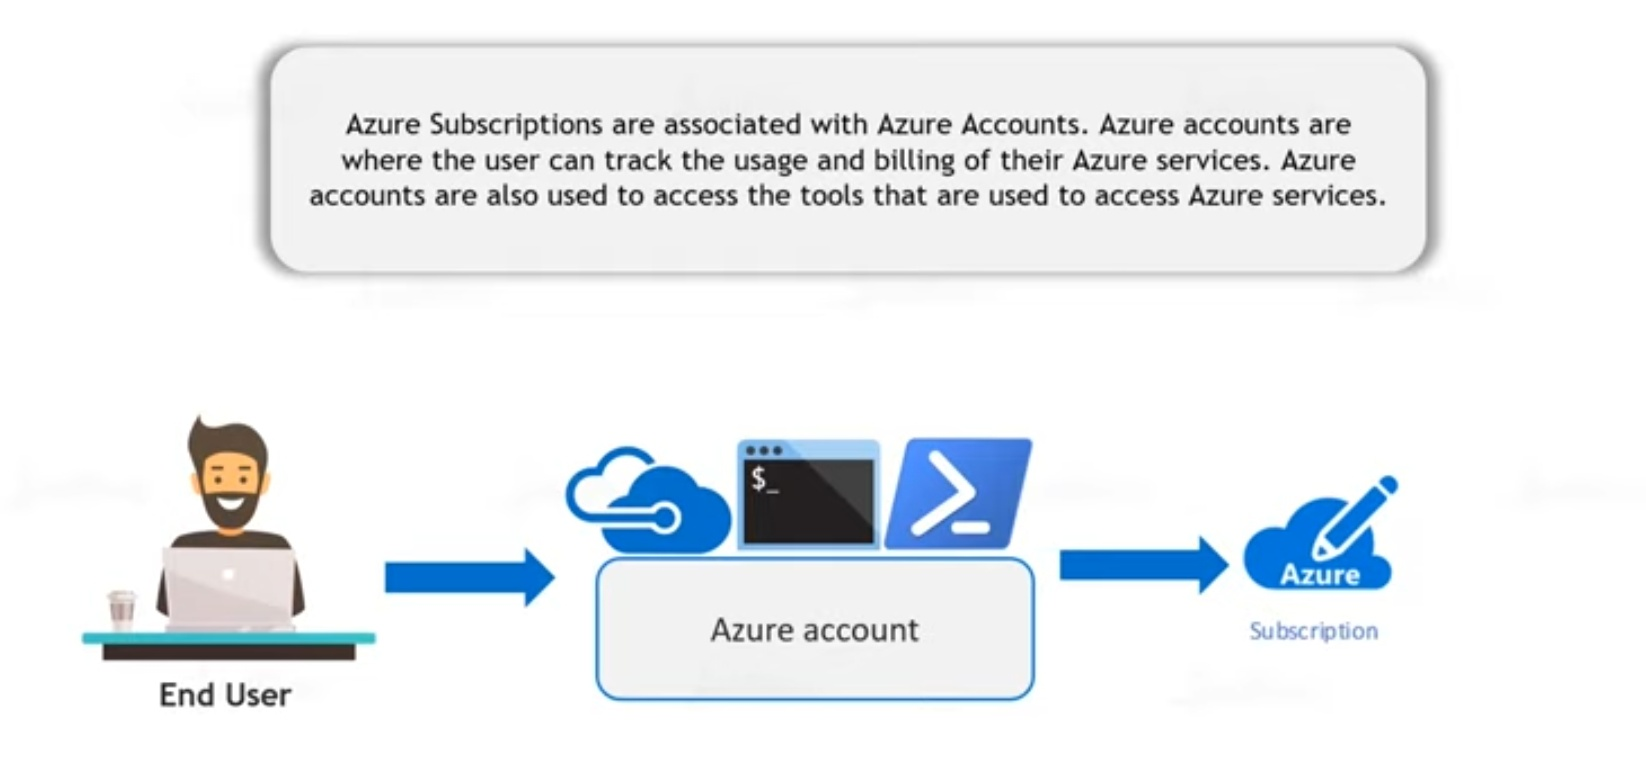 Azure Subscriptions are associated with Azure Accounts. Azure accounts are
where the user can track the usage and billing of their Azure services. Azure
accounts are also used to access the tools that are used to access Azure services.
$_
Azure
Azure account
Subscription
End User